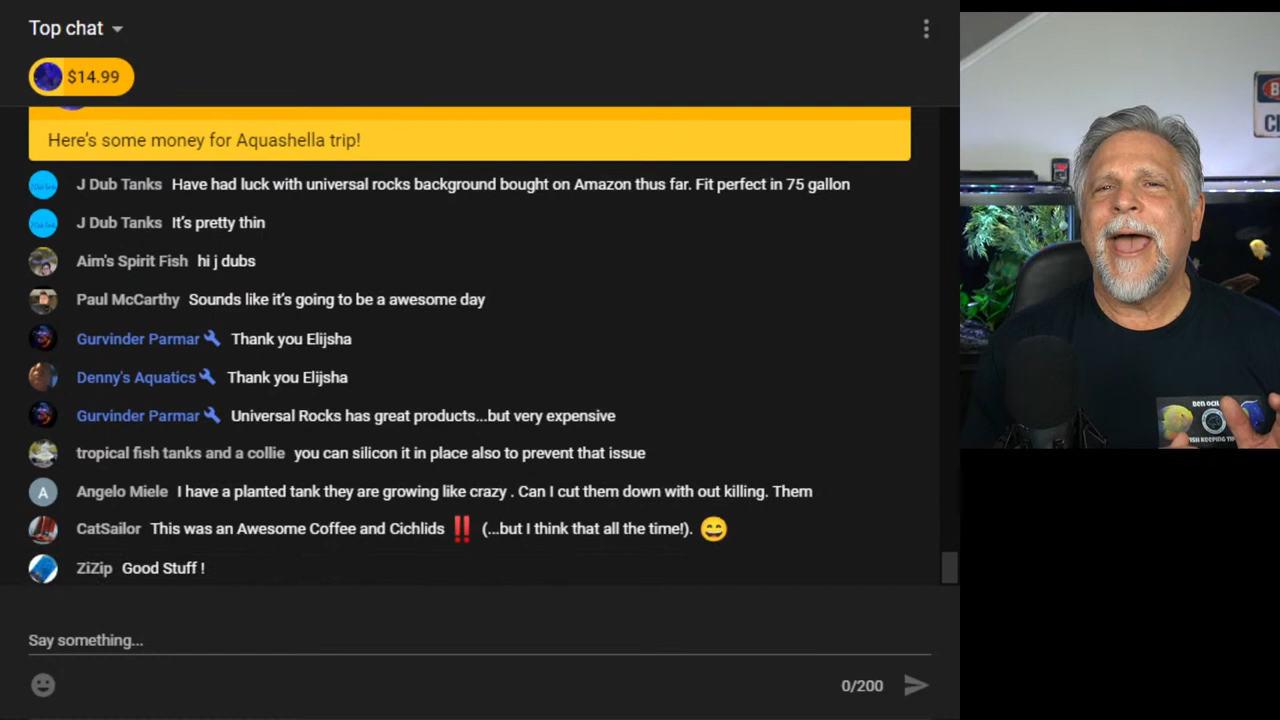 Top chat
$14.99
Here's some money for Aquashella trip!
J Dub Tanks Have had luck with universal rocks background bought on Amazon thus far. Fit perfect in 75 gallon
J Dub Tanks It's pretty thin
Aim's Spirit Fish hi j dubs
Paul McCarthy Sounds like it's going to be a awesome day
Gurvinder Parmar Thank you Elijsha
Denny's Aquatics Thank you Elijsha
Gurvinder Parmar Universal Rocks has great products...but very expensive
tropical fish tanks and a collie you can silicon it in place also to prevent that issue
A Angelo Miele I have a planted tank they are growing like crazy . Can I cut them down with out killing. Them
CatSailor This was an Awesome Coffee and Cichlids ‼️ (...but I think that all the time!). 😄
ZiZip Good Stuff !
Say something...
0/200
BEN OCH
FISH KEEPING TI